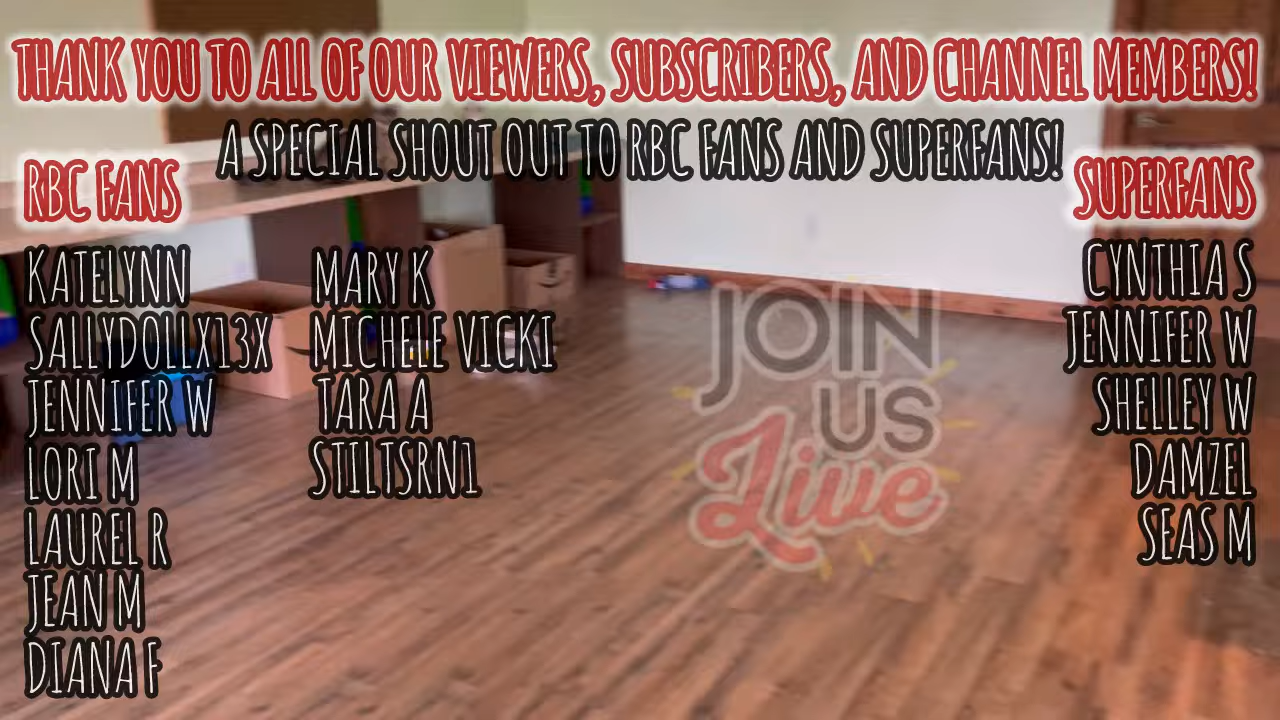 THANK YOU TO ALL OF OUR VIEWERS, SUBSCRIBERS, AND CHANNEL MEMBERS!
A SPECIAL SHOUT OUT TO RBC FANS AND SUPERFANS!
RBC FANS
KATELYNN
SALLYDOLLX13X
JENNIFER W
LORI M
LAUREL R
JEAN M
DIANA F
MARY K
MICHELE VICKI
TARA A
STILTSRN1
JOIN
US
Live
SUPERFANS
CYNTHIA S
JENNIFER W
SHELLEY W
DAMZEL
SEAS M